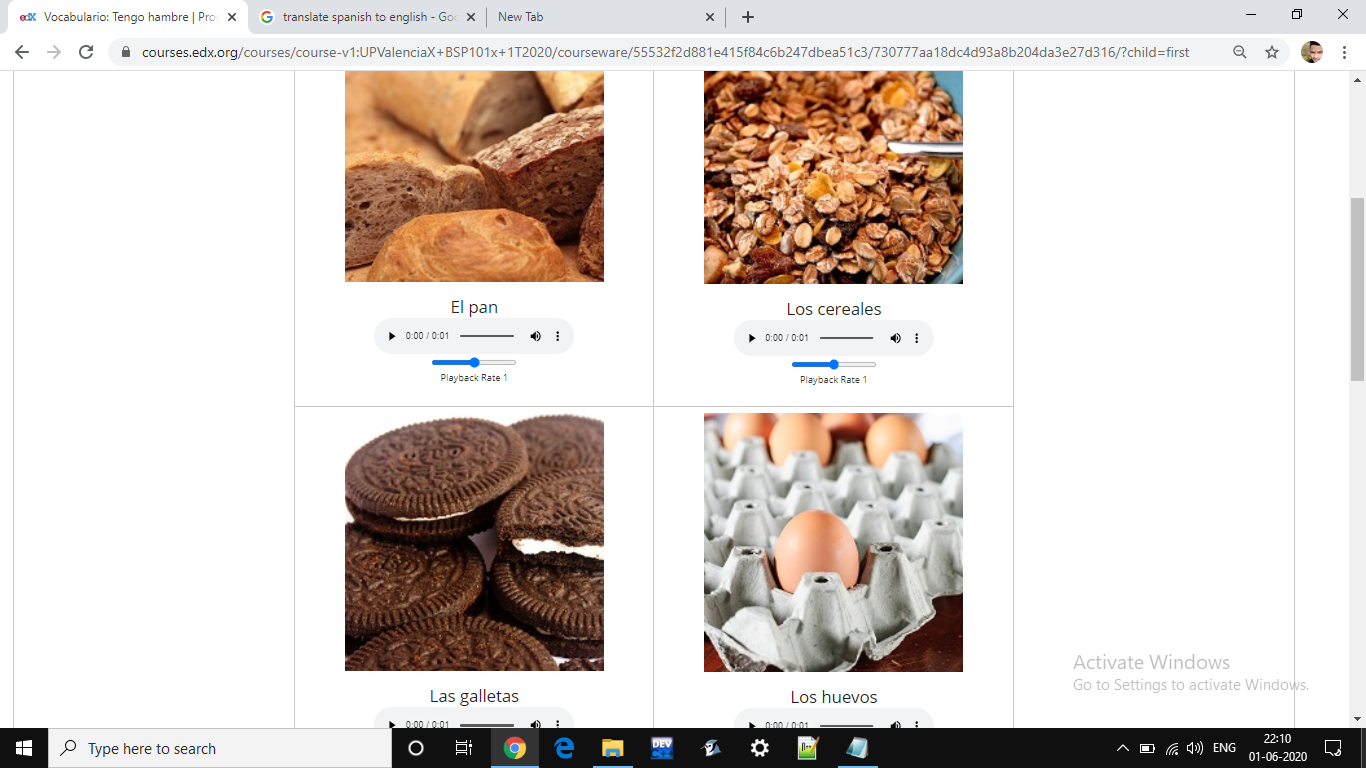 Vocabulario: Tengo hambre | Pro
translate spanish to english - Goo
New Tab
courses.edx.org/courses/course-v1:UPValenciaX+BSP101x+1T2020/courseware/55532f2d881e415f84c6b247dbea51c3/730777aa18dc4d93a8b204da3e27d316/?child=first
El pan
0:00 / 0:01
Playback Rate 1
Los cereales
0:00 / 0:01
Playback Rate 1
Las galletas
0:00 / 0:01
Los huevos
0:00 / 0:01
Activate Windows
Go to Settings to activate Windows.
Type here to search
DEV
ENG
22:10
01-06-2020